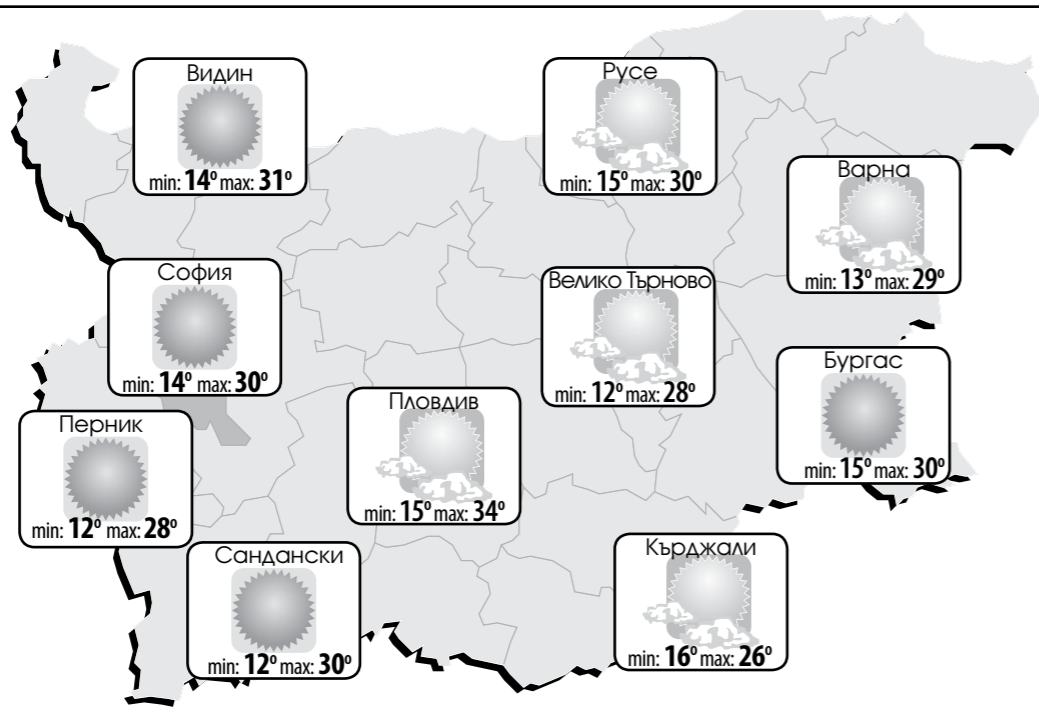 Видин
min: 14° max: 31°
Русе
min: 15° max: 30°
Варна
min: 13° max: 29°
София
min: 14° max: 30°
Велико Търново
min: 12° max: 28°
Бургас
min: 15° max: 30°
Пловдив
min: 15° max: 34°
Перник
min: 12° max: 28°
Сандански
min: 12° max: 30°
Кърджали
min: 16° max: 26°